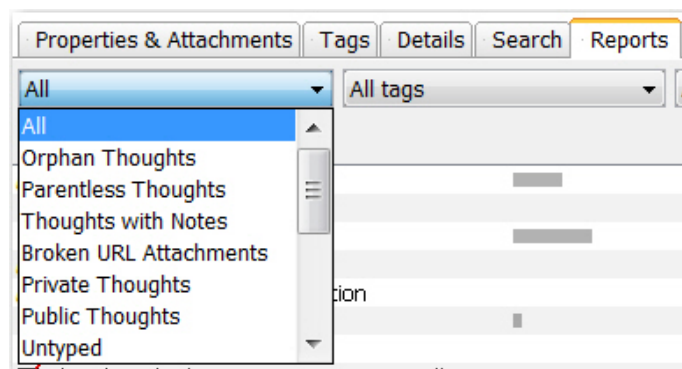 Properties & Attachments Tags Details Search Reports
All All tags
All
Orphan Thoughts
Parentless Thoughts
Thoughts with Notes
Broken URL Attachments
Private Thoughts
tion
Public Thoughts
Untyped